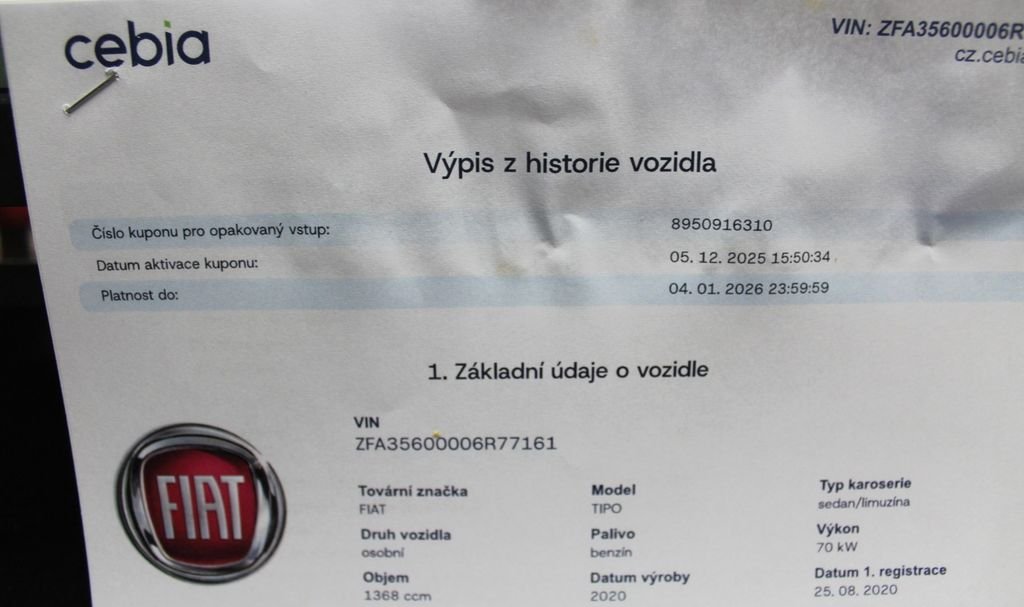 cebia
VIN: ZFA35600006R
cz.cebia
Výpis z historie vozidla
Číslo kuponu pro opakovaný vstup: 8950916310
Datum aktivace kuponu: 05. 12. 2025 15:50:34
Platnost do: 04. 01. 2026 23:59:59
1. Základní údaje o vozidle
FIAT
VIN
ZFA35600006R77161
Tovární značka Model Typ karoserie
FIAT TIPO sedan/limuzína
Druh vozidla Palivo Výkon
osobní benzín 70 kW
Objem Datum výroby Datum 1. registrace
1368 ccm 2020 25. 08. 2020